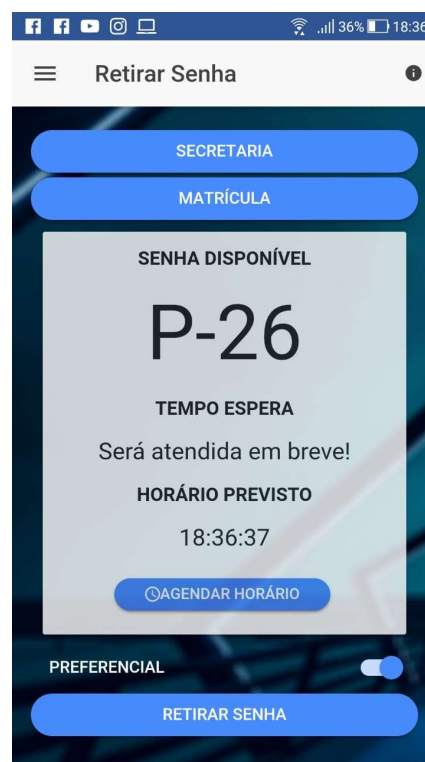 36% 18:36
Retirar Senha
SECRETARIA
MATRÍCULA
SENHA DISPONÍVEL
P-26
TEMPO ESPERA
Será atendida em breve!
HORÁRIO PREVISTO
18:36:37
AGENDAR HORÁRIO
PREFERENCIAL
RETIRAR SENHA